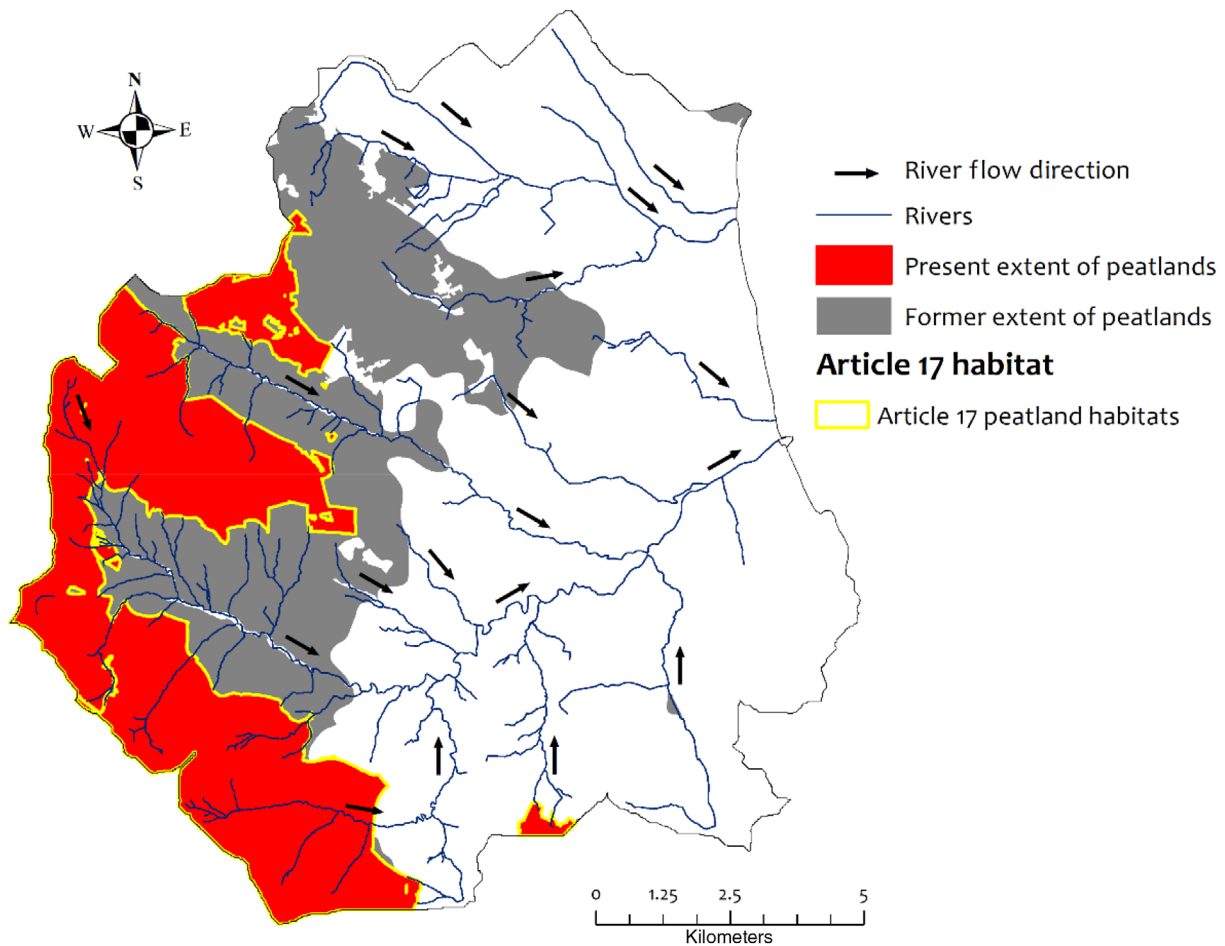 N
W E
S
River flow direction
Rivers
Present extent of peatlands
Former extent of peatlands
Article 17 habitat
Article 17 peatland habitats
0 1.25 2.5 5
Kilometers